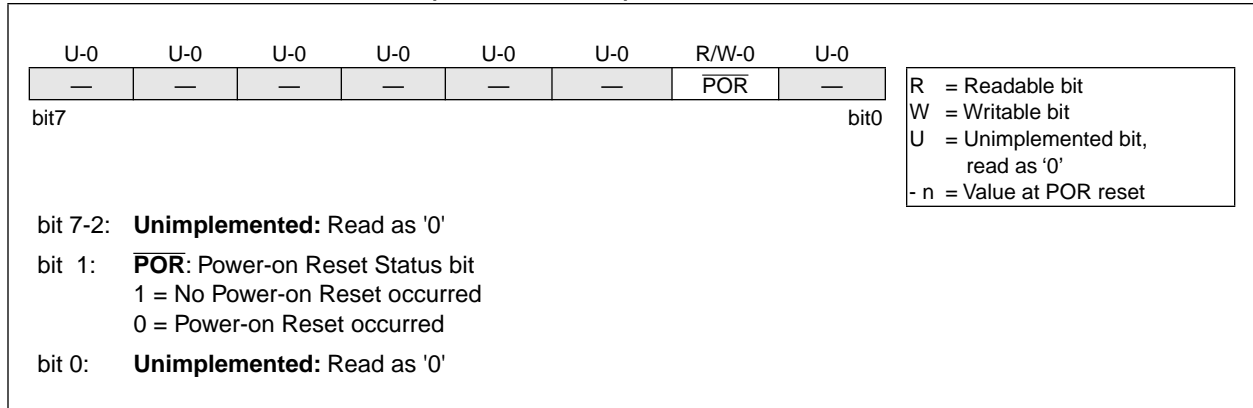 U-0 U-0 U-0 U-0 U-0 U-0 R/W-0 U-0
— — — — — — P̅O̅R̅ —
bit7 bit0
R = Readable bit
W = Writable bit
U = Unimplemented bit,
read as ‘0’
- n = Value at POR reset
bit 7-2: Unimplemented: Read as '0'
bit 1: P̅O̅R̅: Power-on Reset Status bit
1 = No Power-on Reset occurred
0 = Power-on Reset occurred
bit 0: Unimplemented: Read as '0'